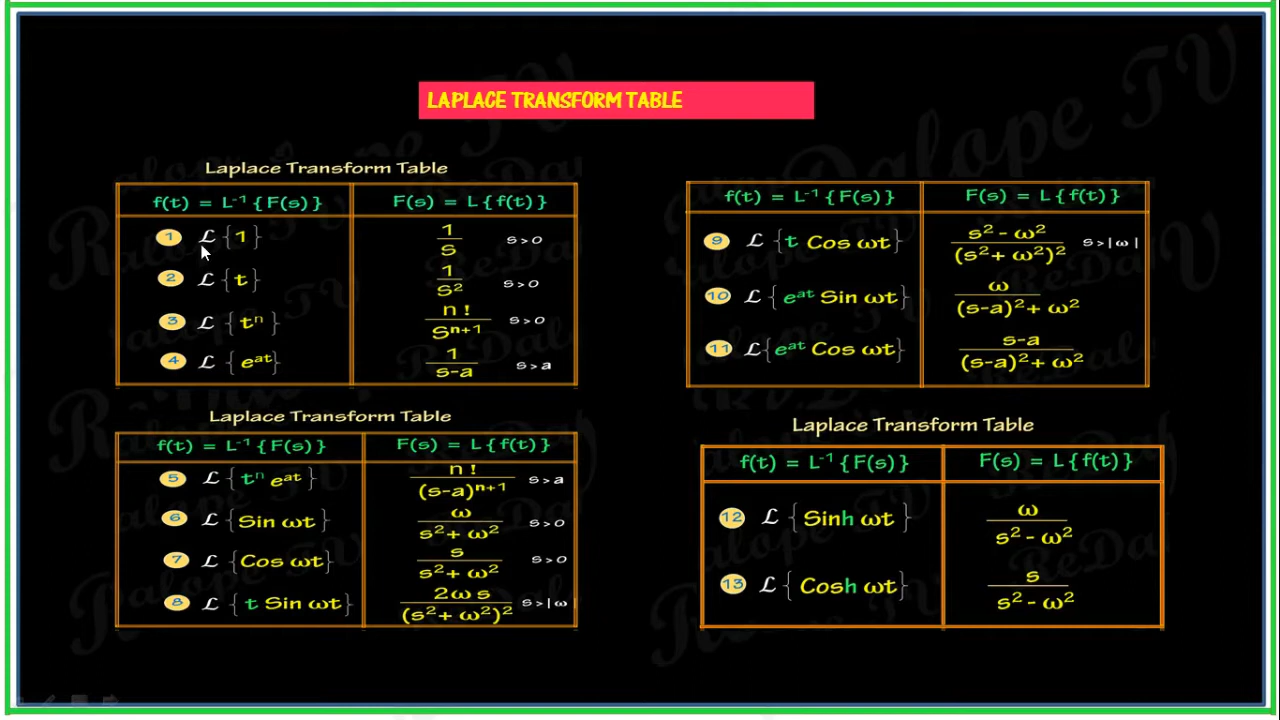 LAPLACE TRANSFORM TABLE
Laplace Transform Table
f(t) = L⁻¹ {F(s)} F(s) = L{f(t)}
1 ℒ {1} 1/s s>0
2 ℒ {t} 1/s² s>0
3 ℒ {tⁿ} n!/Sⁿ⁺¹ s>0
4 ℒ {eᵃᵗ} 1/(s-a) s>a
Laplace Transform Table
f(t) = L⁻¹ {F(s)} F(s) = L{f(t)}
5 ℒ {tⁿ eᵃᵗ} n!/(s-a)ⁿ⁺¹ s>a
6 ℒ {Sin ωt} ω/(s²+ ω²) s>0
7 ℒ {Cos ωt} s/(s²+ ω²) s>0
8 ℒ {t Sin ωt} 2ω s/(s²+ ω²)² s>|ω|
f(t) = L⁻¹ {F(s)} F(s) = L{f(t)}
9 ℒ {t Cos ωt} (s² - ω²)/(s²+ ω²)² s>|ω|
10 ℒ {eᵃᵗ Sin ωt} ω/((s-a)²+ ω²)
11 ℒ {eᵃᵗ Cos ωt} (s-a)/((s-a)²+ ω²)
Laplace Transform Table
f(t) = L⁻¹ {F(s)} F(s) = L{f(t)}
12 ℒ {Sinh ωt} ω/(s² - ω²)
13 ℒ {Cosh ωt} s/(s² - ω²)